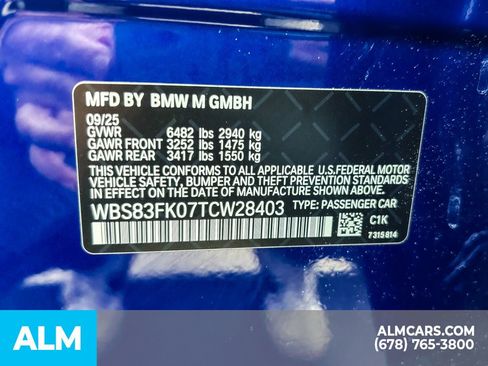 MFD BY BMW M GMBH
09/25
GVWR 6482 lbs 2940 kg
GAWR FRONT 3252 lbs 1475 kg
GAWR REAR 3417 lbs 1550 kg
THIS VEHICLE CONFORMS TO ALL APPLICABLE U.S.FEDERAL MOTOR
VEHICLE SAFETY, BUMPER, AND THEFT PREVENTION STANDARDS
IN EFFECT ON THE DATE OF MANUFACTURE SHOWN ABOVE.
WBS83FK07TCW28403 TYPE: PASSENGER CAR
C1K
7315814
ALM
ALMCARS.COM
(678) 765-3800